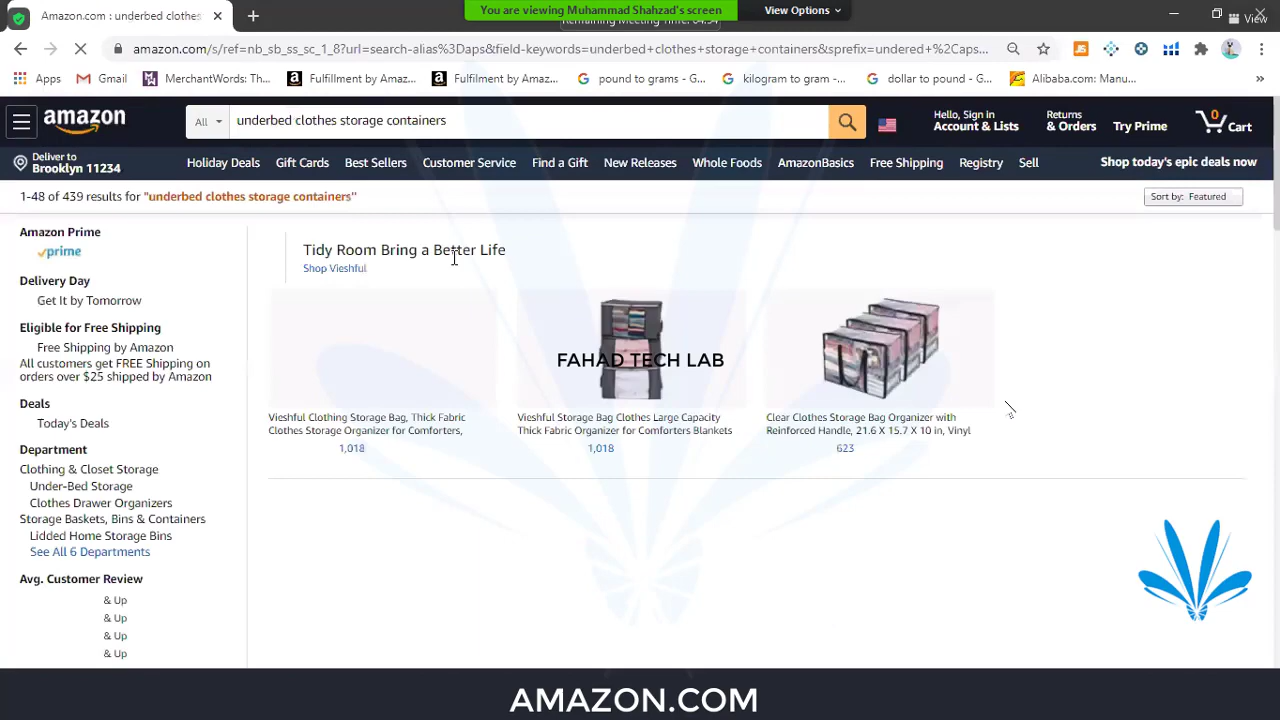 Amazon.com : underbed clothes
You are viewing Muhammad Shahzad's screen
View Options
View
amazon.com/s/ref=nb_sb_ss_sc_1_8?url=search-alias%3Daps&field-keywords=underbed+clothes+storage+containers&sprefix=undered+%2Caps...
Apps
Gmail
MerchantWords: Th...
Fulfillment by Amaz...
Fulfilment by Amaz...
pound to grams - G...
kilogram to gram -...
dollar to pound - G...
Alibaba.com: Manu...
»
amazon
All
underbed clothes storage containers
Hello, Sign in
Account & Lists
Returns
& Orders
Try Prime
0
Cart
Deliver to
Brooklyn 11234
Holiday Deals
Gift Cards
Best Sellers
Customer Service
Find a Gift
New Releases
Whole Foods
AmazonBasics
Free Shipping
Registry
Sell
Shop today's epic deals now
1-48 of 439 results for "underbed clothes storage containers"
Sort by: Featured
Amazon Prime
prime
Delivery Day
Get It by Tomorrow
Eligible for Free Shipping
Free Shipping by Amazon
All customers get FREE Shipping on
orders over $25 shipped by Amazon
Deals
Today's Deals
Department
Clothing & Closet Storage
Under-Bed Storage
Clothes Drawer Organizers
Storage Baskets, Bins & Containers
Lidded Home Storage Bins
See All 6 Departments
Avg. Customer Review
& Up
& Up
& Up
& Up
Tidy Room Bring a Better Life
Shop Vieshful
FAHAD TECH LAB
Vieshful Clothing Storage Bag, Thick Fabric
Clothes Storage Organizer for Comforters,
1,018
Vieshful Storage Bag Clothes Large Capacity
Thick Fabric Organizer for Comforters Blankets
1,018
Clear Clothes Storage Bag Organizer with
Reinforced Handle, 21.6 X 15.7 X 10 in, Vinyl
623
AMAZON.COM